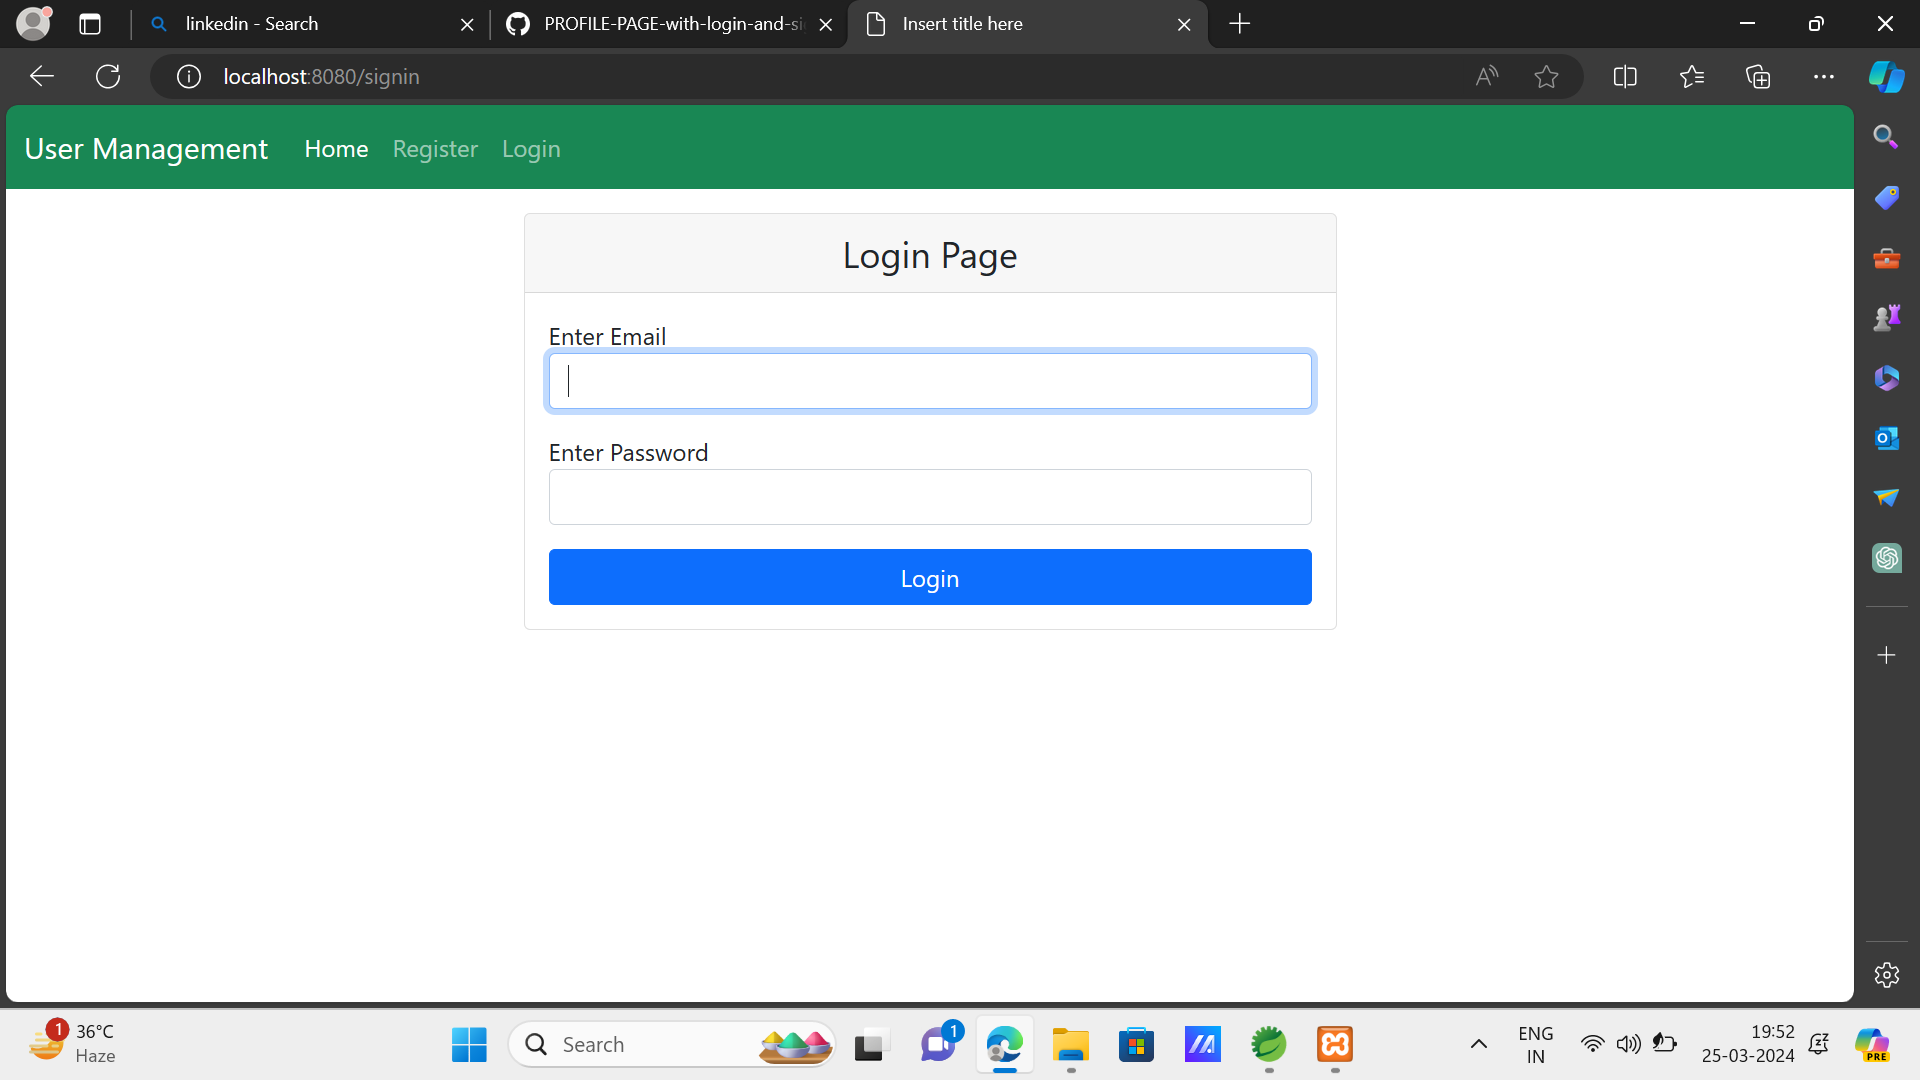 linkedin - Search
PROFILE-PAGE-with-login-and-si
Insert title here
localhost:8080/signin
User Management
Home
Register
Login
Login Page
Enter Email
Enter Password
Login
1
36°C
Haze
Search
1
ENG
IN
19:52
25-03-2024
PRE